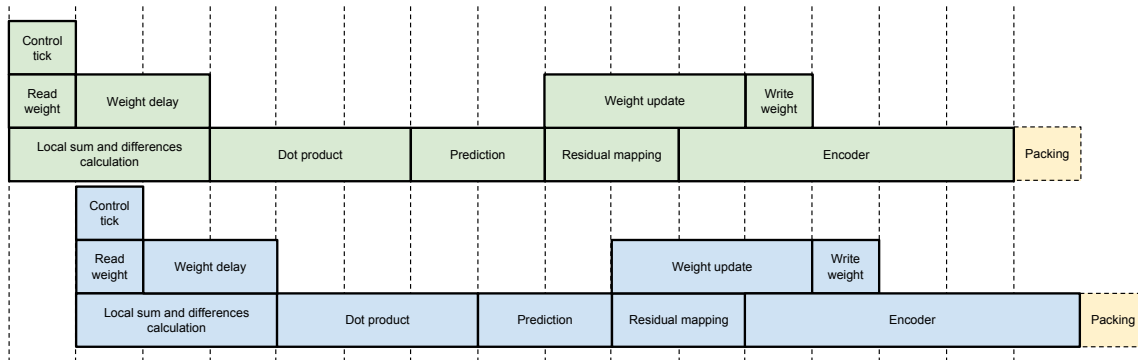 Control
tick
Read
weight
Weight delay
Weight update
Write
weight
Local sum and differences
calculation
Dot product
Prediction
Residual mapping
Encoder
Packing
Control
tick
Read
weight
Weight delay
Weight update
Write
weight
Local sum and differences
calculation
Dot product
Prediction
Residual mapping
Encoder
Packing